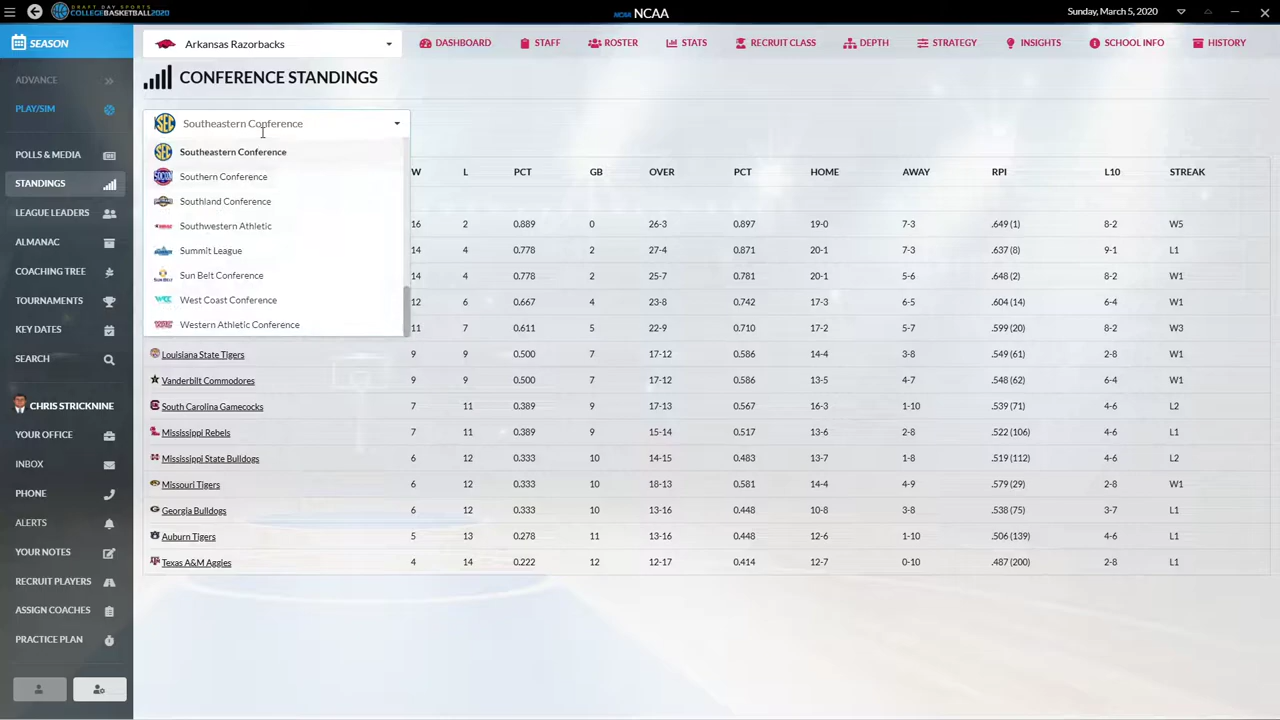 DRAFT DAY SPORTS
COLLEGE BASKETBALL 2020
NCAA NCAA
Sunday, March 5, 2020
SEASON
Arkansas Razorbacks
DASHBOARD STAFF ROSTER STATS RECRUIT CLASS DEPTH STRATEGY INSIGHTS SCHOOL INFO HISTORY
ADVANCE
PLAY/SIM
POLLS & MEDIA
STANDINGS
LEAGUE LEADERS
ALMANAC
COACHING TREE
TOURNAMENTS
KEY DATES
SEARCH
CHRIS STRICKNINE
YOUR OFFICE
INBOX
PHONE
ALERTS
YOUR NOTES
RECRUIT PLAYERS
ASSIGN COACHES
PRACTICE PLAN
CONFERENCE STANDINGS
SEC Southeastern Conference
SEC Southeastern Conference
SOCON Southern Conference
Southland Conference
Southwestern Athletic
Summit League
SUN BELT Sun Belt Conference
WCC West Coast Conference
WAC Western Athletic Conference
W L PCT GB OVER PCT HOME AWAY RPI L10 STREAK
16 2 0.889 0 26-3 0.897 19-0 7-3 .649 (1) 8-2 W5
14 4 0.778 2 27-4 0.871 20-1 7-3 .637 (8) 9-1 L1
14 4 0.778 2 25-7 0.781 20-1 5-6 .648 (2) 8-2 W1
12 6 0.667 4 23-8 0.742 17-3 6-5 .604 (14) 6-4 W1
11 7 0.611 5 22-9 0.710 17-2 5-7 .599 (20) 6-4 W3
Louisiana State Tigers 9 9 0.500 7 17-12 0.586 14-4 3-8 .549 (61) 2-8 W1
Vanderbilt Commodores 9 9 0.500 7 17-12 0.586 13-5 4-7 .548 (62) 6-4 W1
South Carolina Gamecocks 7 11 0.389 9 17-13 0.567 16-3 1-10 .539 (71) 4-6 L2
Mississippi Rebels 7 11 0.389 9 15-14 0.517 13-6 2-8 .522 (106) 4-6 L1
Mississippi State Bulldogs 6 12 0.333 10 14-15 0.483 13-7 1-8 .519 (112) 4-6 L2
Missouri Tigers 6 12 0.333 10 18-13 0.581 14-4 4-9 .579 (29) 2-8 W1
Georgia Bulldogs 6 12 0.333 10 13-16 0.448 10-8 3-8 .538 (75) 3-7 L1
Auburn Tigers 5 13 0.278 11 13-16 0.448 12-6 1-10 .506 (139) 4-6 L1
Texas A&M Aggies 4 14 0.222 12 12-17 0.414 12-7 0-10 .487 (200) 2-8 L1